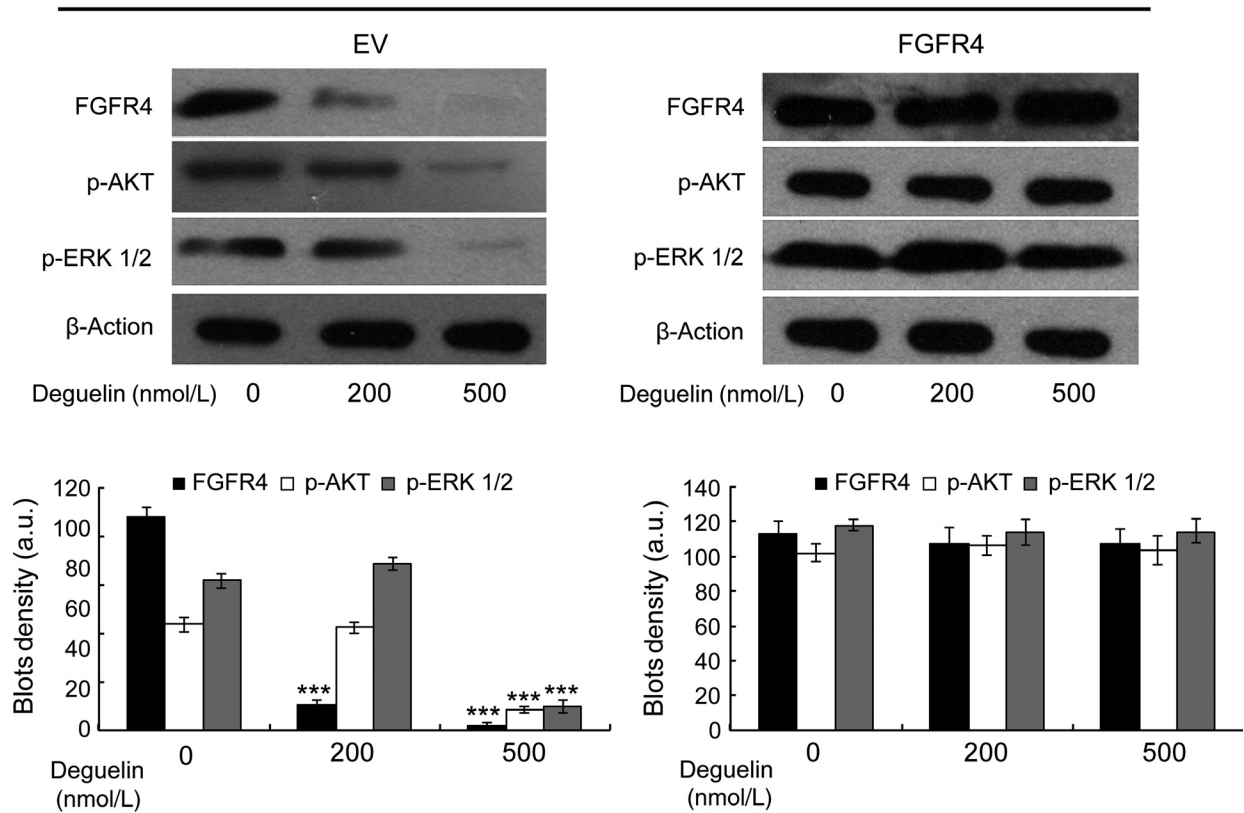 EV
FGFR4
p-AKT
p-ERK 1/2
β-Action
Deguelin (nmol/L) 0 200 500
FGFR4
FGFR4
p-AKT
p-ERK 1/2
β-Action
Deguelin (nmol/L) 0 200 500
FGFR4 p-AKT p-ERK 1/2
Blots density (a.u.)
120
100
80
60
40
20
0
***
*** *** ***
0 200 500
Deguelin
(nmol/L)
FGFR4 p-AKT p-ERK 1/2
Blots density (a.u.)
140
120
100
80
60
40
20
0
0 200 500
Deguelin
(nmol/L)